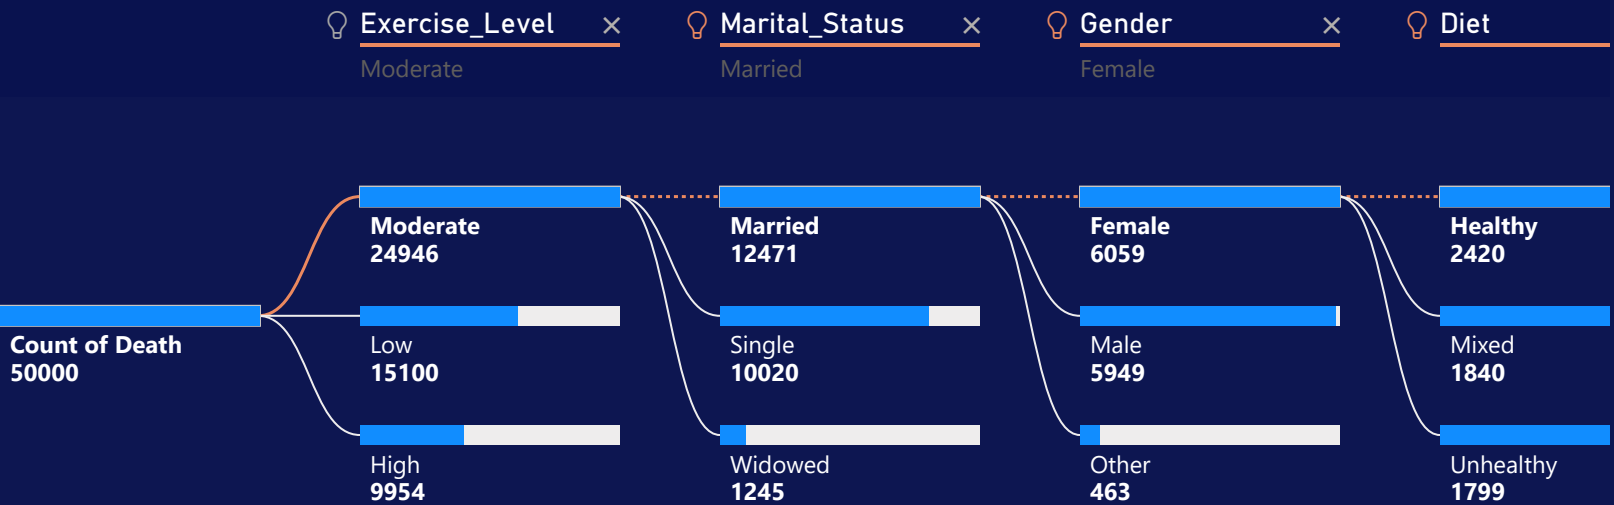 Exercise_Level
Marital_Status
Gender
Diet
Moderate
Married
Female
Count of Death
50000
Moderate
24946
Low
15100
High
9954
Married
12471
Single
10020
Widowed
1245
Female
6059
Male
5949
Other
463
Healthy
2420
Mixed
1840
Unhealthy
1799